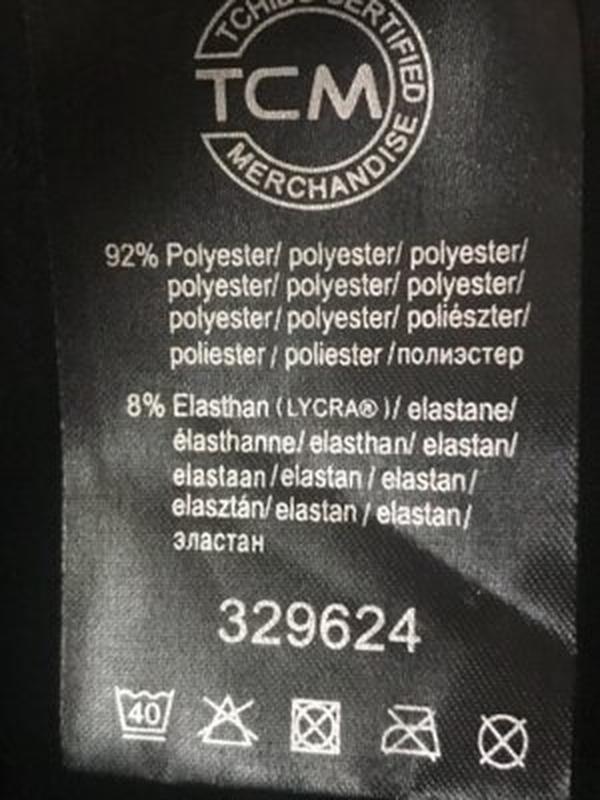 TCHIBO CERTIFIED
TCM
MERCHANDISE
92% Polyester/ polyester/ polyester/
polyester/ polyester/ polyester/
polyester/ polyester/ poliészter/
poliester / poliester /полиэстер
8% Elasthan (LYCRA®)/ elastane/
élasthanne/ elasthan/ elastan/
elastaan/elastan / elastan/
elasztán/ elastan / elastan/
эластан
329624
40